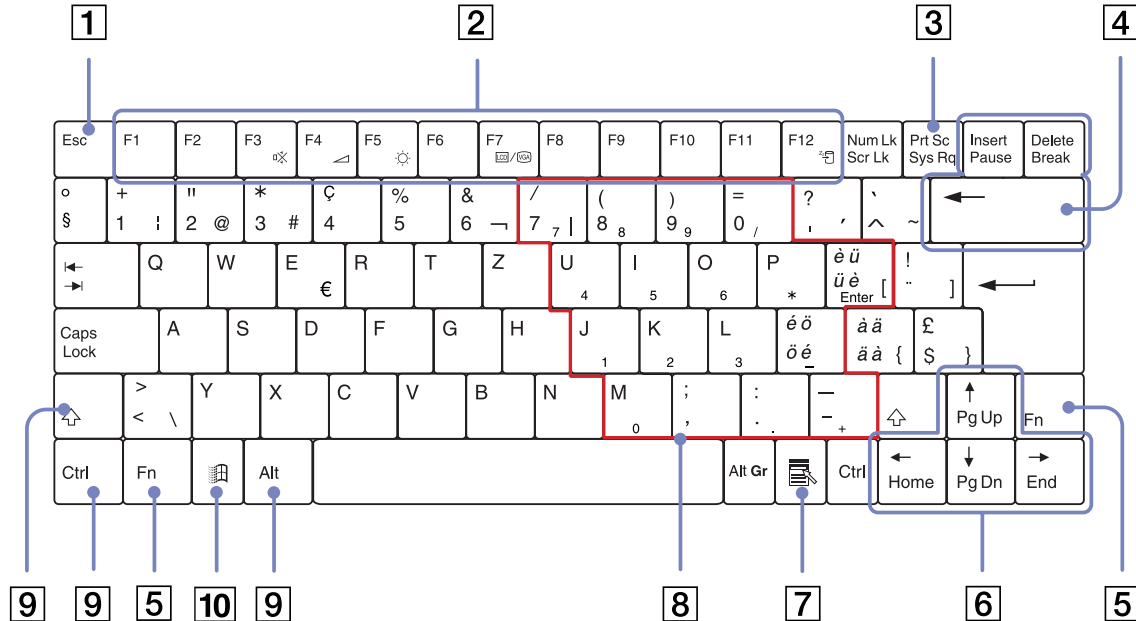 1 2 3 4
Esc F1 F2 F3 F4 F5 F6 F7 LCD/VGA F8 F9 F10 F11 F12 Num Lk Scr Lk Prt Sc Sys Rq Insert Pause Delete Break
° § + 1 ¦ " 2 @ * 3 # Ç 4 % 5 & 6 ¬ / 7 7 | ( 8 8 ) 9 9 = 0 / ? ' ´ ` ^ ~
Q W E € R T Z U 4 I 5 O 6 P * è ü ü è Enter [ ! ¨ ]
Caps Lock A S D F G H J 1 K 2 L 3 é ö ö é - à ä ä à { £ $ }
> < \ Y X C V B N M 0 ; , : . . — – + Pg Up Fn
Ctrl Fn Alt Alt Gr Ctrl Home Pg Dn End
9 9 5 10 9 8 7 6 5